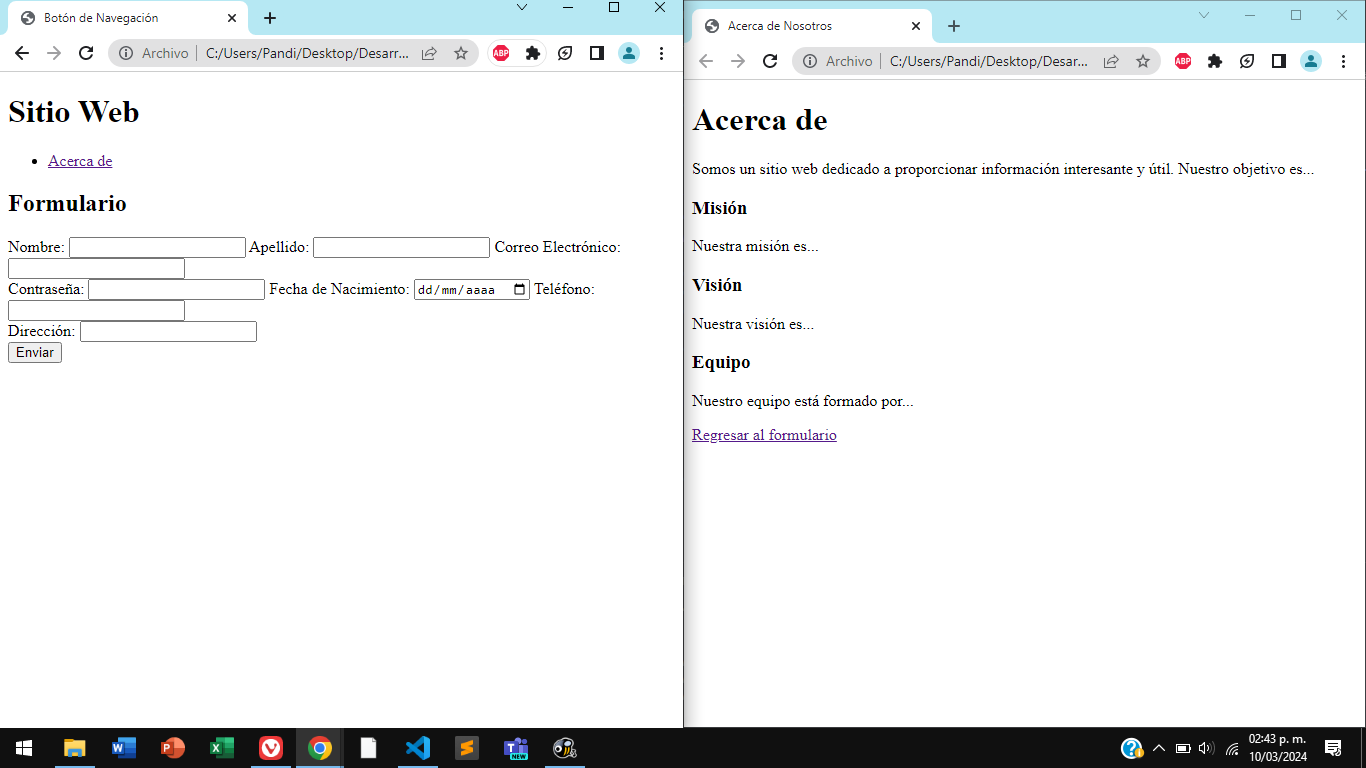 Botón de Navegación
Archivo C:/Users/Pandi/Desktop/Desarr...
ABP
Sitio Web
Acerca de
Formulario
Nombre: Apellido: Correo Electrónico:
Contraseña: Fecha de Nacimiento: dd/mm/aaaa Teléfono:
Dirección:
Enviar
Acerca de Nosotros
Archivo C:/Users/Pandi/Desktop/Desar...
ABP
Acerca de
Somos un sitio web dedicado a proporcionar información interesante y útil. Nuestro objetivo es...
Misión
Nuestra misión es...
Visión
Nuestra visión es...
Equipo
Nuestro equipo está formado por...
Regresar al formulario
NEW
02:43 p. m.
10/03/2024